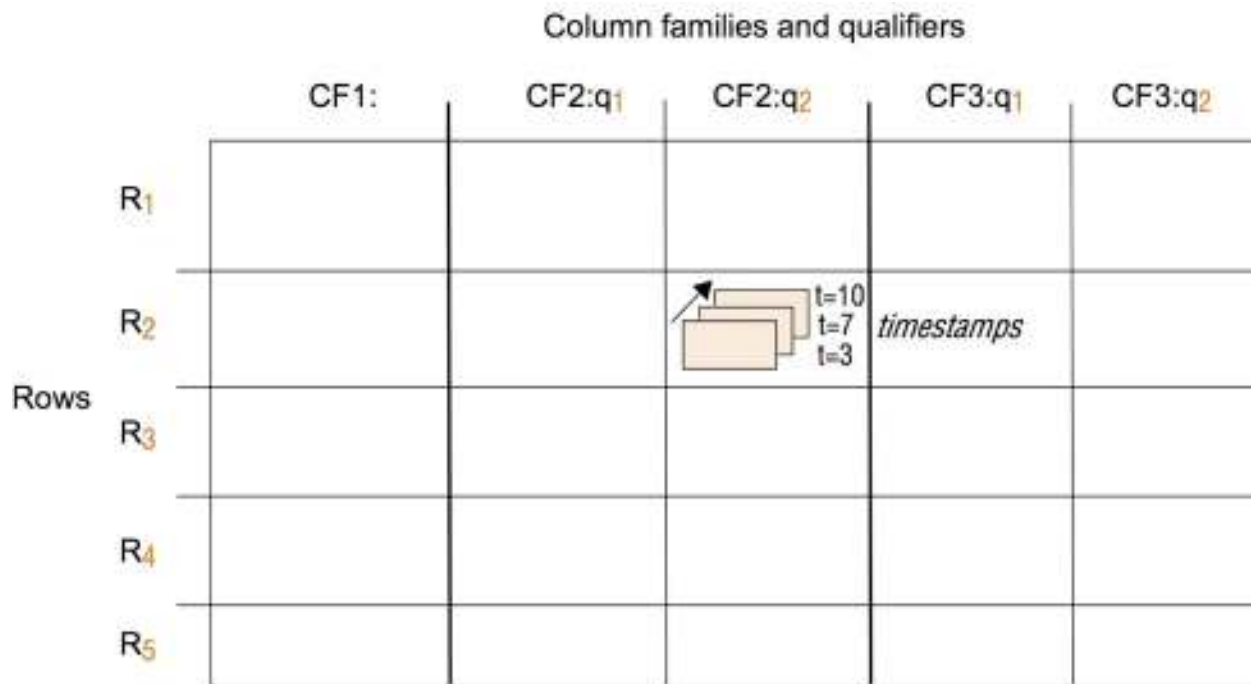 Column families and qualifiers
CF1: CF2:q1 CF2:q2 CF3:q1 CF3:q2
R1
t=10
R2 t=7 timestamps
t=3
Rows
R3
R4
R5